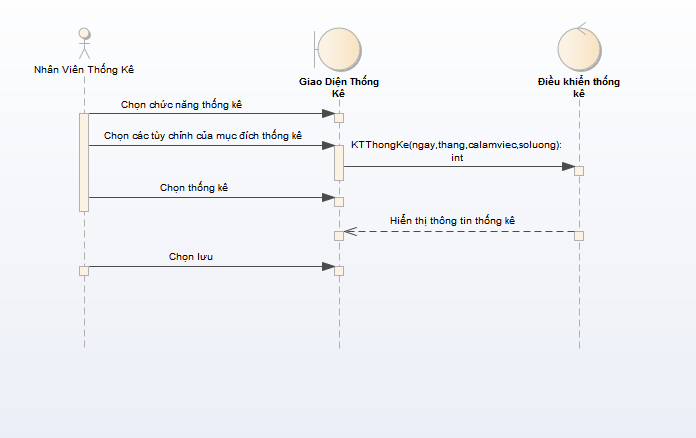 Nhân Viên Thống Kê
Giao Diện Thống
Kê
Điều khiển thống
kê
Chọn chức năng thống kê
Chọn các tùy chỉnh của mục đích thống kê
KTThongKe(ngay,thang,calamviec,soluong):
int
Chọn thống kê
Hiển thị thông tin thống kê
Chọn lưu